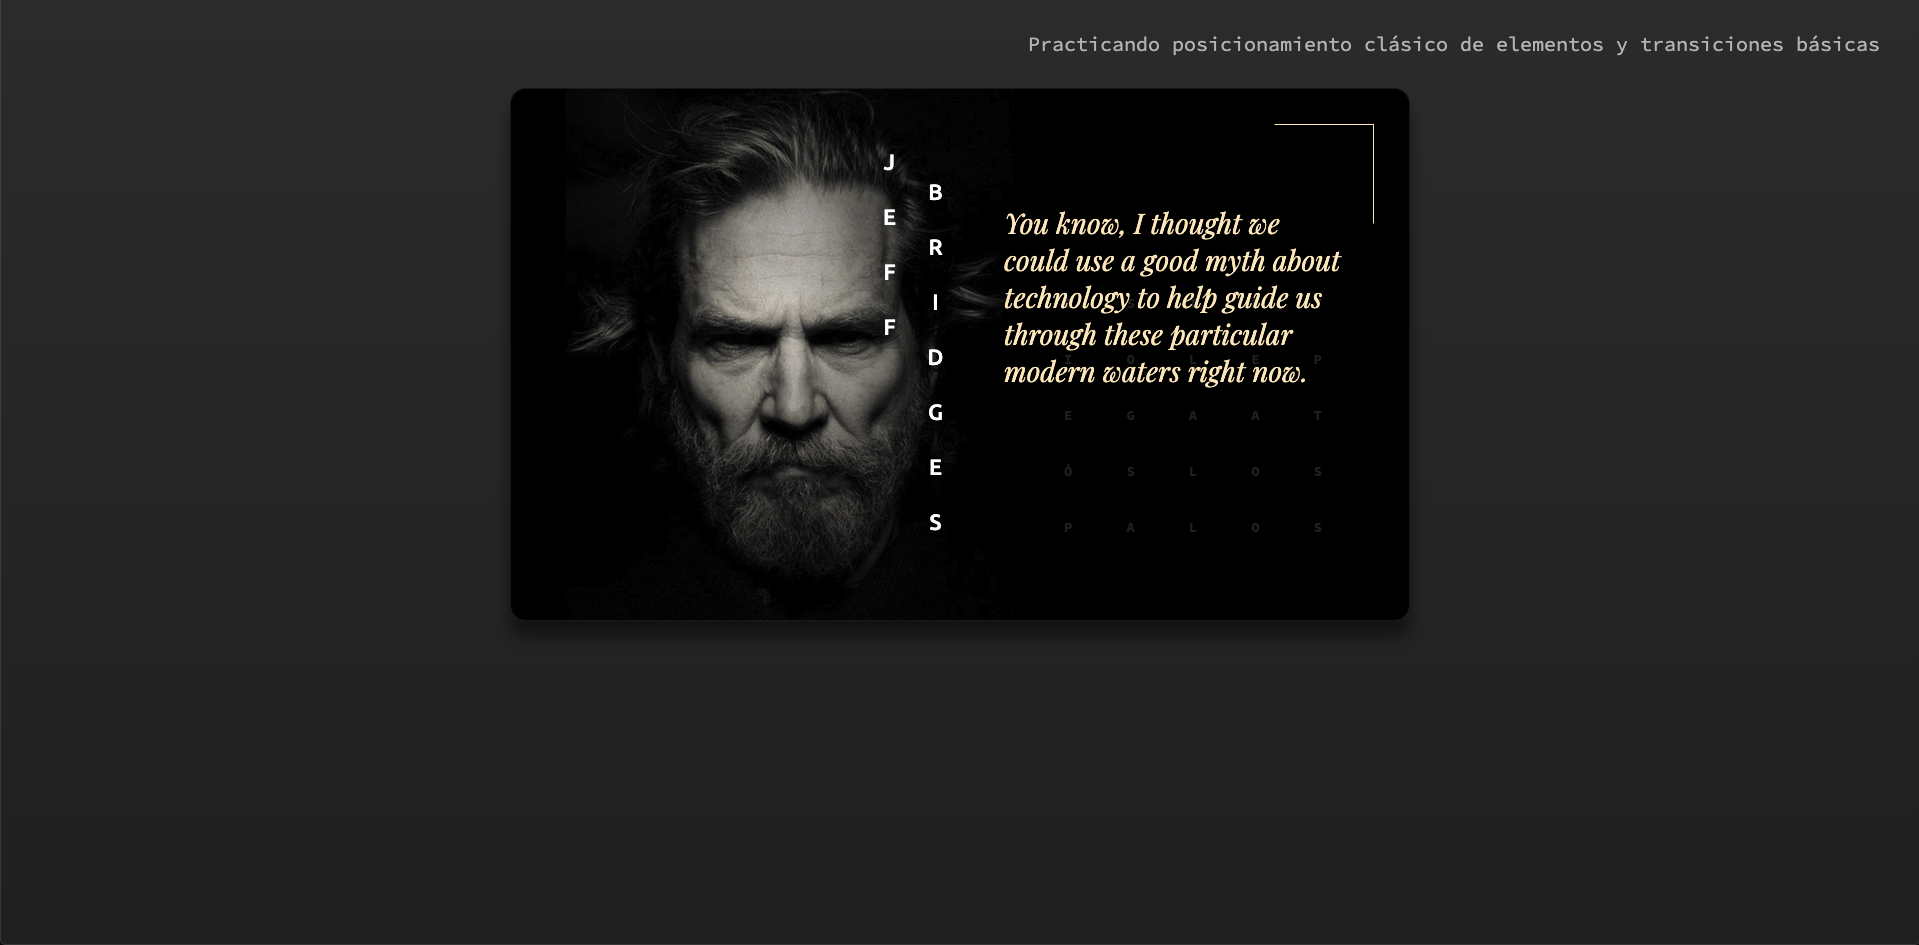 Practicando posicionamiento clásico de elementos y transiciones básicas
J
E
F
F
B
R
I
D
G
E
S
You know, I thought we
could use a good myth about
technology to help guide us
through these particular
modern waters right now.
I O L E P
E G A A T
Ó S L O S
P A L O S